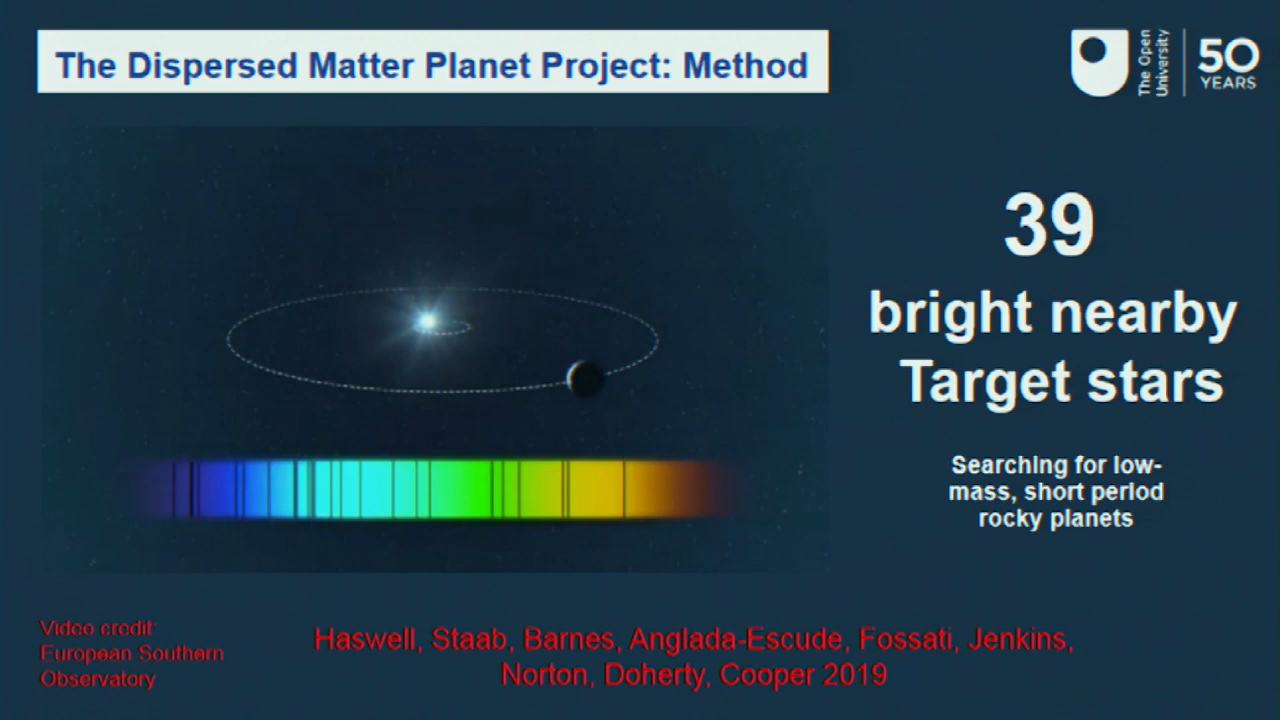 The Dispersed Matter Planet Project: Method
The Open
University
50
YEARS
39
bright nearby
Target stars
Searching for low-
mass, short period
rocky planets
Video credit
European Southern
Observatory
Haswell, Staab, Barnes, Anglada-Escude, Fossati, Jenkins,
Norton, Doherty, Cooper 2019